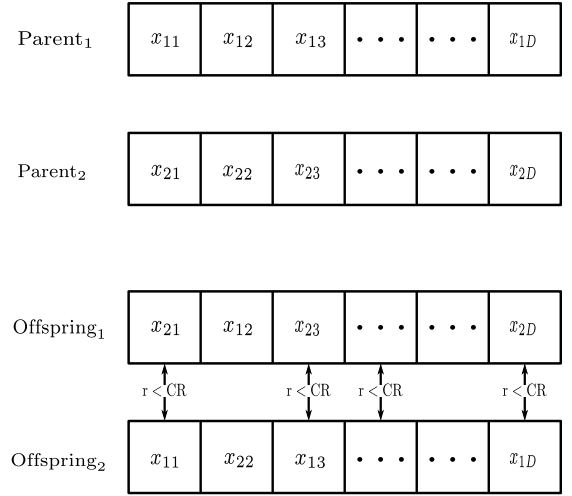 Parent₁ x₁₁ x₁₂ x₁₃ • • • • • • x₁D
Parent₂ x₂₁ x₂₂ x₂₃ • • • • • • x₂D
Offspring₁ x₂₁ x₁₂ x₂₃ • • • • • • x₂D
r < CR r < CR r < CR r < CR
Offspring₂ x₁₁ x₂₂ x₁₃ • • • • • • x₁D